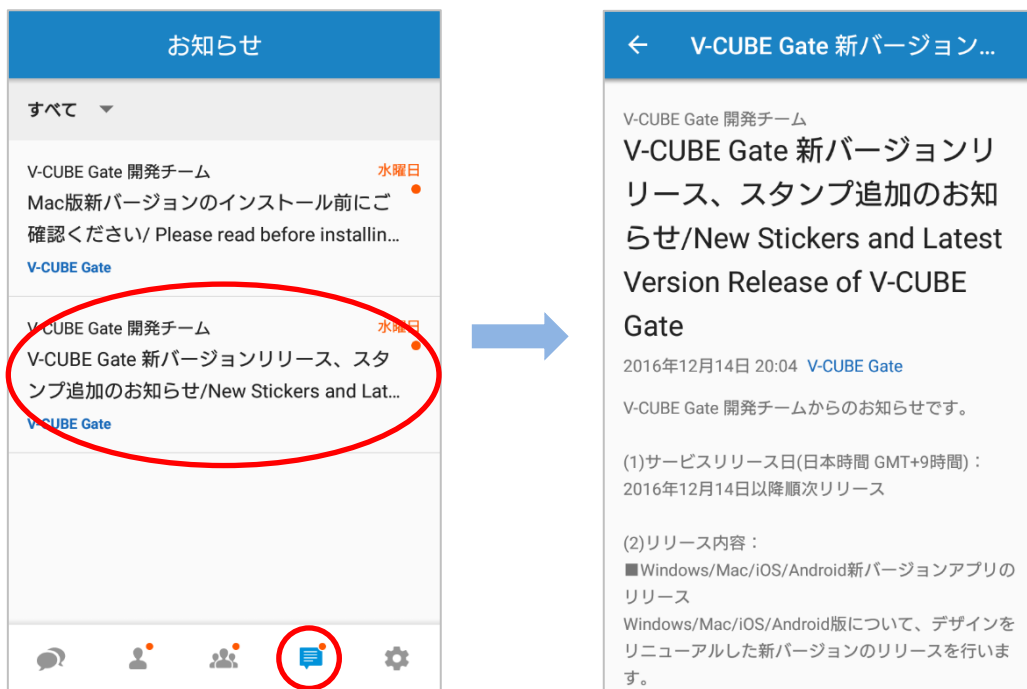 お知らせ
すべて
V-CUBE Gate 開発チーム
水曜日
Mac版新バージョンのインストール前にご
確認ください/ Please read before installin...
V-CUBE Gate
V-CUBE Gate 開発チーム
水曜日
V-CUBE Gate 新バージョンリリース、スタ
ンプ追加のお知らせ/New Stickers and Lat...
V-CUBE Gate
V-CUBE Gate 新バージョン...
V-CUBE Gate 開発チーム
V-CUBE Gate 新バージョンリ
リース、スタンプ追加のお知
らせ/New Stickers and Latest
Version Release of V-CUBE
Gate
2016年12月14日 20:04 V-CUBE Gate
V-CUBE Gate 開発チームからのお知らせです。
(1)サービスリリース日(日本時間 GMT+9時間)：
2016年12月14日以降順次リリース
(2)リリース内容：
■Windows/Mac/iOS/Android新バージョンアプリの
リリース
Windows/Mac/iOS/Android版について、デザインを
リニューアルした新バージョンのリリースを行いま
す。